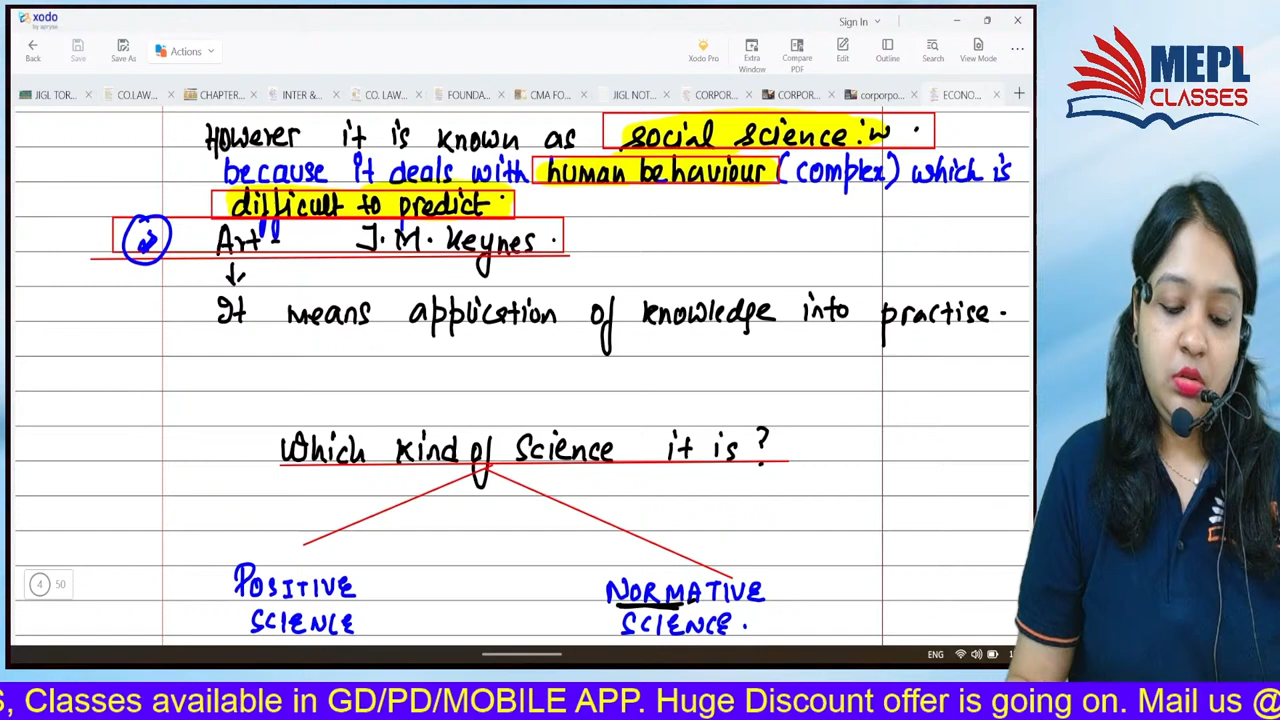 xodo
by apryse
Sign In
Back
Save
Save As
Actions
Xodo Pro
Extra Window
Compare PDF
Edit
Outline
Search
View Mode
JIGL TOR...
CO.LAW...
CHAPTER...
INTER &...
FOUNDA...
CMA FO...
JIGL NOT...
CORPOR...
CORPOR...
corporpo...
ECONO...
MEPL
CLASSES
However it is known as social science
because it deals with human behaviour (complex) which is
difficult to predict.
Art - J.M. Keynes.
It means application of knowledge into practise.
Which kind of Science it is?
POSITIVE NORMATIVE
SCIENCE SCIENCE.
4 50
ENG
S, Classes available in GD/PD/MOBILE APP. Huge Discount offer is going on. Mail us @